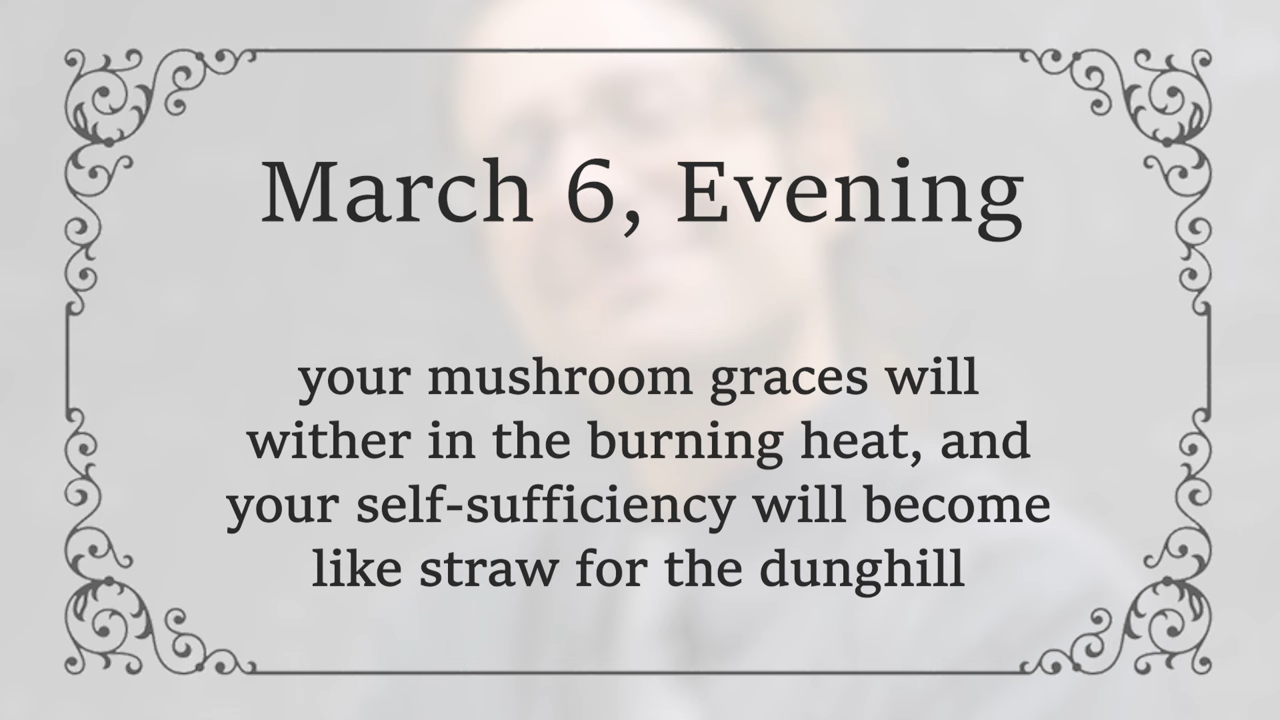 March 6, Evening
your mushroom graces will
wither in the burning heat, and
your self-sufficiency will become
like straw for the dunghill